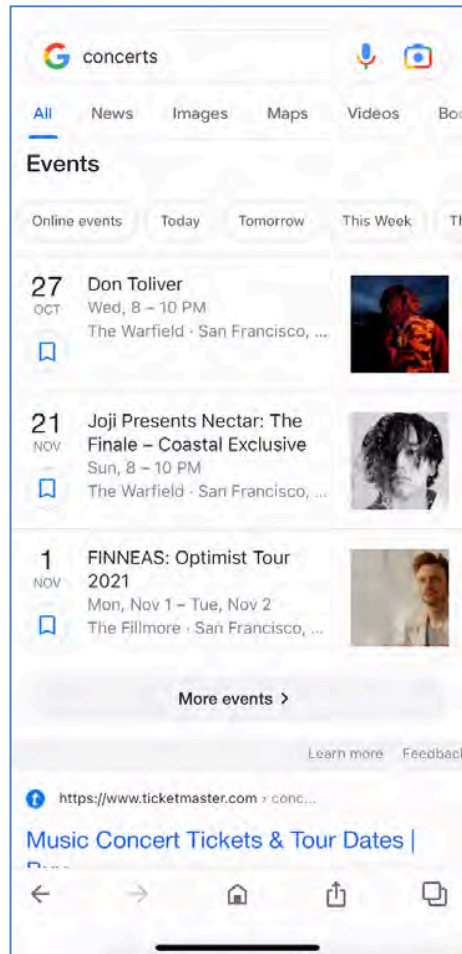 concerts
All News Images Maps Videos Boo
Events
Online events Today Tomorrow This Week Th
27
OCT
Don Toliver
Wed, 8 – 10 PM
The Warfield · San Francisco, ...
21
NOV
Joji Presents Nectar: The
Finale – Coastal Exclusive
Sun, 8 – 10 PM
The Warfield · San Francisco, ...
1
NOV
FINNEAS: Optimist Tour
2021
Mon, Nov 1 – Tue, Nov 2
The Fillmore · San Francisco, ...
More events >
Learn more Feedback
https://www.ticketmaster.com › conc...
Music Concert Tickets & Tour Dates |